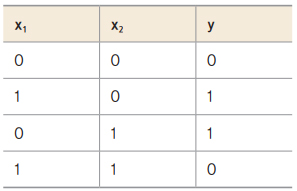 x₁ x₂ y
0 0 0
1 0 1
0 1 1
1 1 0